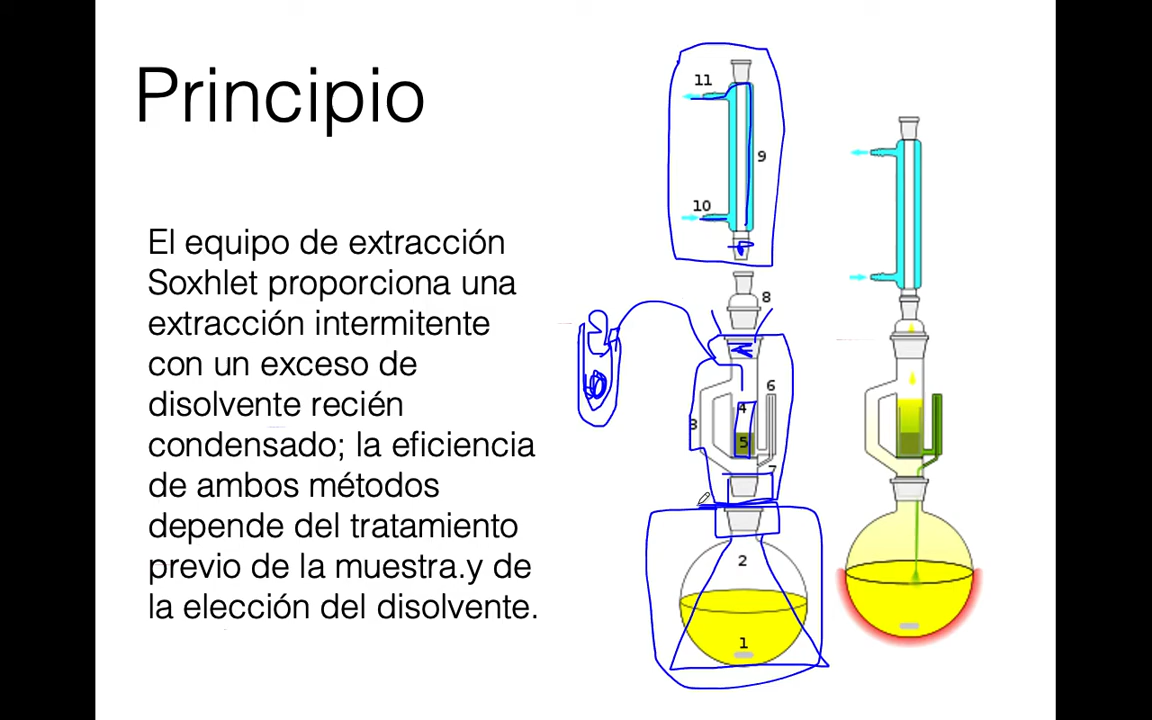 Principio
El equipo de extracción
Soxhlet proporciona una
extracción intermitente
con un exceso de
disolvente recién
condensado; la eficiencia
de ambos métodos
depende del tratamiento
previo de la muestra.y de
la elección del disolvente.
11
9
10
8
6
4
3
5
7
2
1